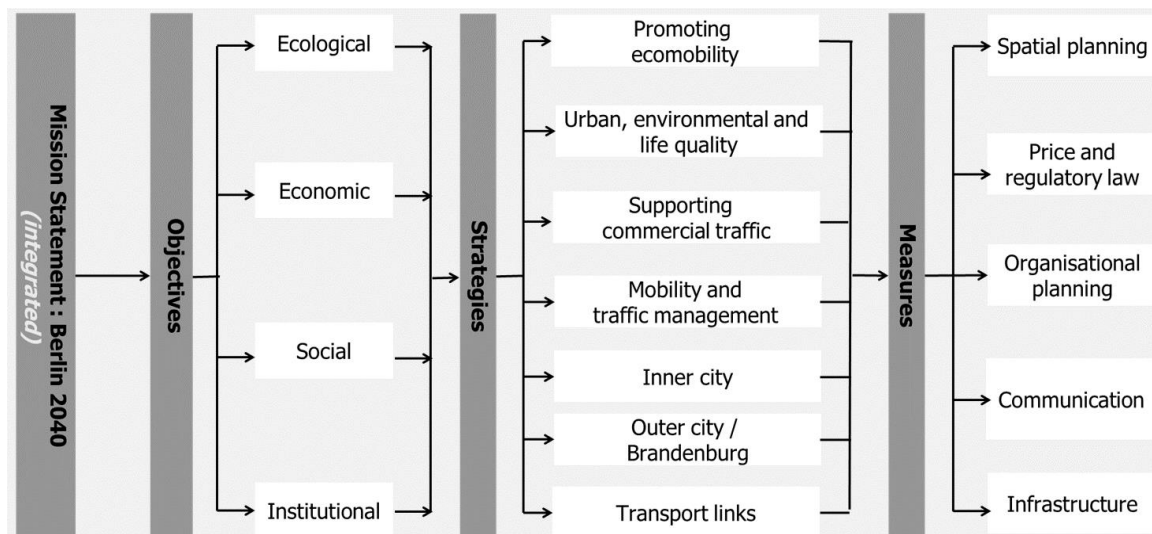 Mission Statement : Berlin 2040
(integrated)
Objectives
Ecological
Economic
Social
Institutional
Strategies
Promoting
ecomobility
Urban, environmental and
life quality
Supporting
commercial traffic
Mobility and
traffic management
Inner city
Outer city /
Brandenburg
Transport links
Measures
Spatial planning
Price and
regulatory law
Organisational
planning
Communication
Infrastructure